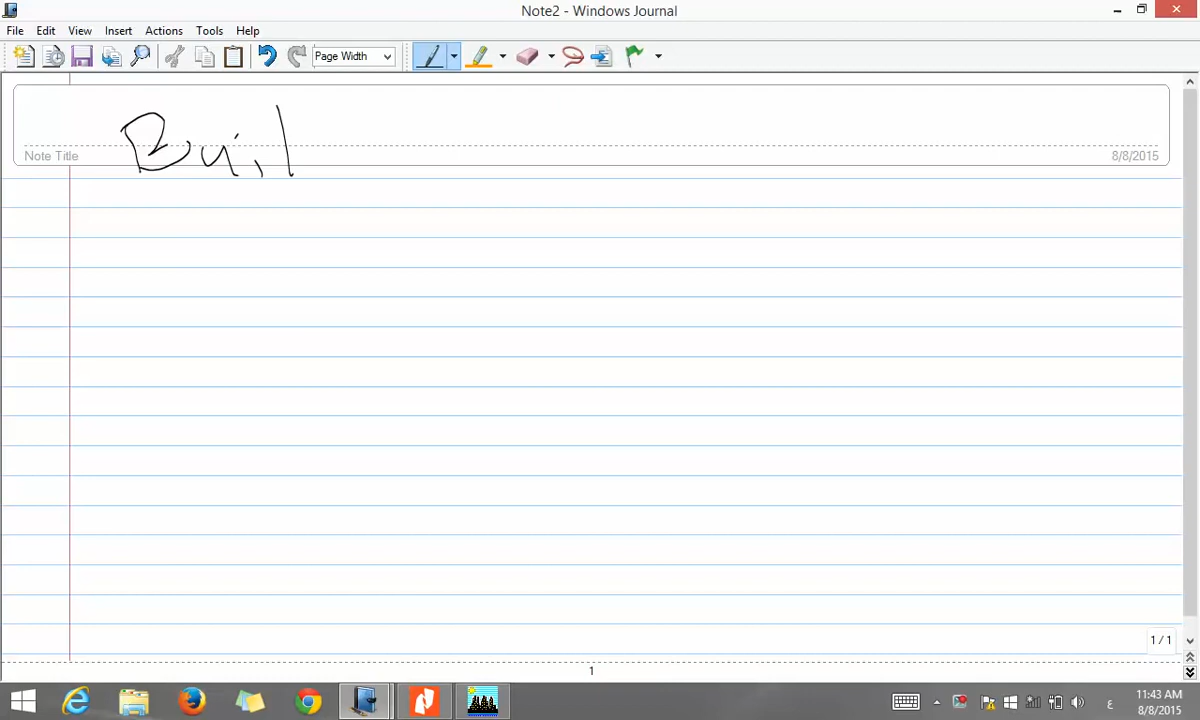 Note2 - Windows Journal
File Edit View Insert Actions Tools Help
Page Width
Buil
Note Title
8/8/2015
1 / 1
1
11:43 AM
ع
8/8/2015